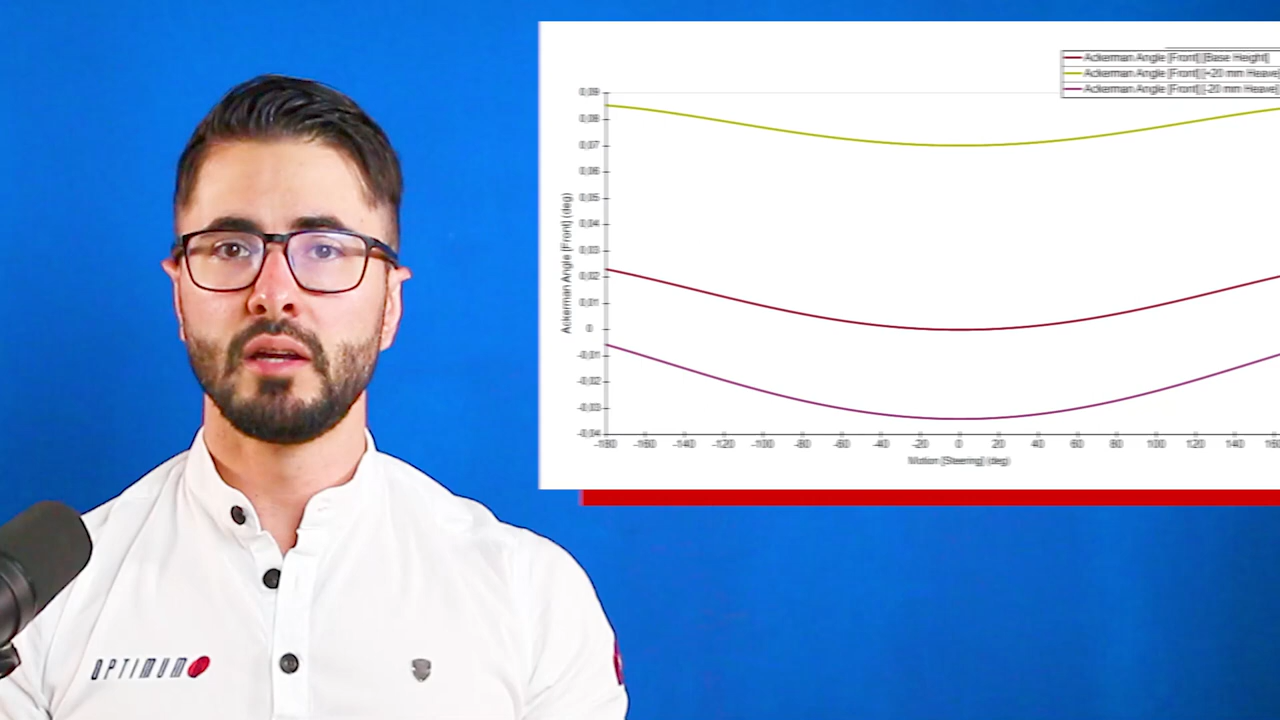 Ackerman Angle [Front][Base Height]
Ackerman Angle [Front][+20 mm Heave]
Ackerman Angle [Front][-20 mm Heave]
0,09
0,08
0,07
0,06
0,05
0,04
0,03
0,02
0,01
0
-0,01
-0,02
-0,03
-0,04
Ackerman Angle [Front] (deg)
-180 -160 -140 -120 -100 -80 -60 -40 -20 0 20 40 60 80 100 120 140 160
Motion [Steering] (deg)
OPTIMUM